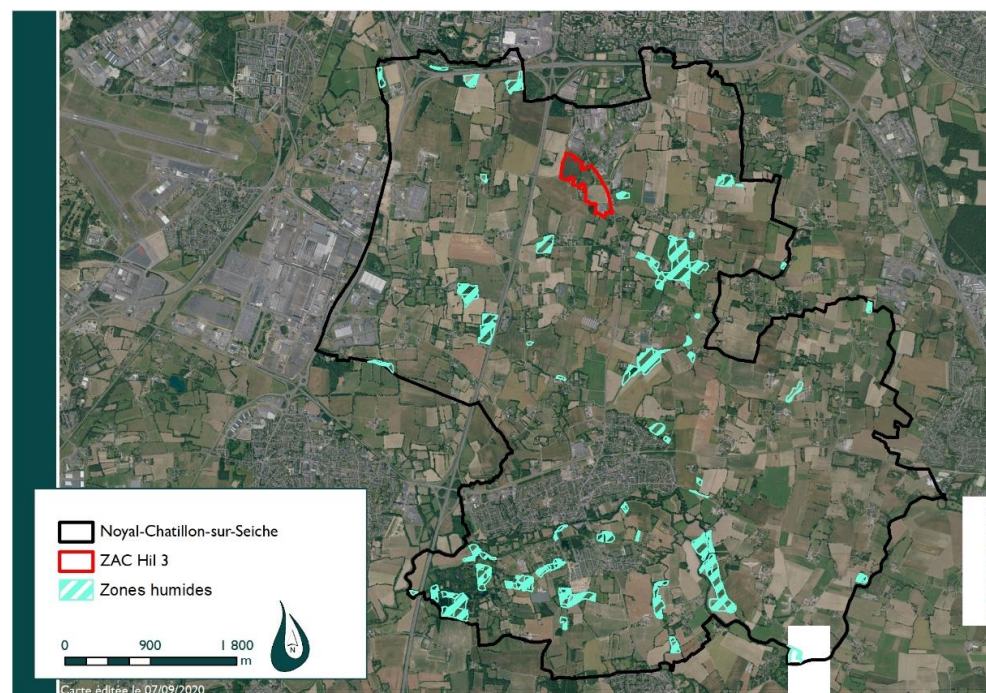 Noyal-Chatillon-sur-Seiche
ZAC Hil 3
Zones humides
0 900 1 800
m
N
Carte éditée le 07/09/2020